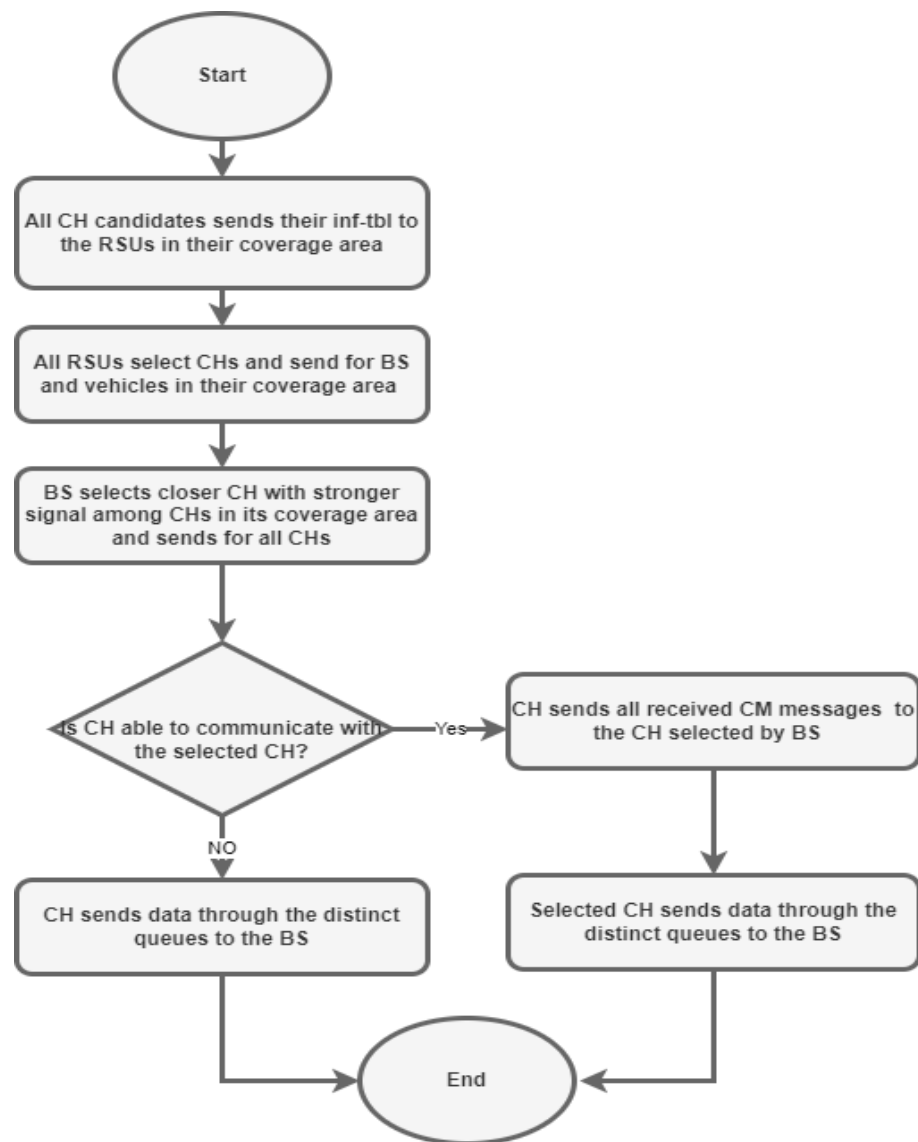 Start
All CH candidates sends their inf-tbl to
the RSUs in their coverage area
All RSUs select CHs and send for BS
and vehicles in their coverage area
BS selects closer CH with stronger
signal among CHs in its coverage area
and sends for all CHs
Is CH able to communicate with
the selected CH?
Yes
CH sends all received CM messages to
the CH selected by BS
NO
CH sends data through the distinct
queues to the BS
Selected CH sends data through the
distinct queues to the BS
End